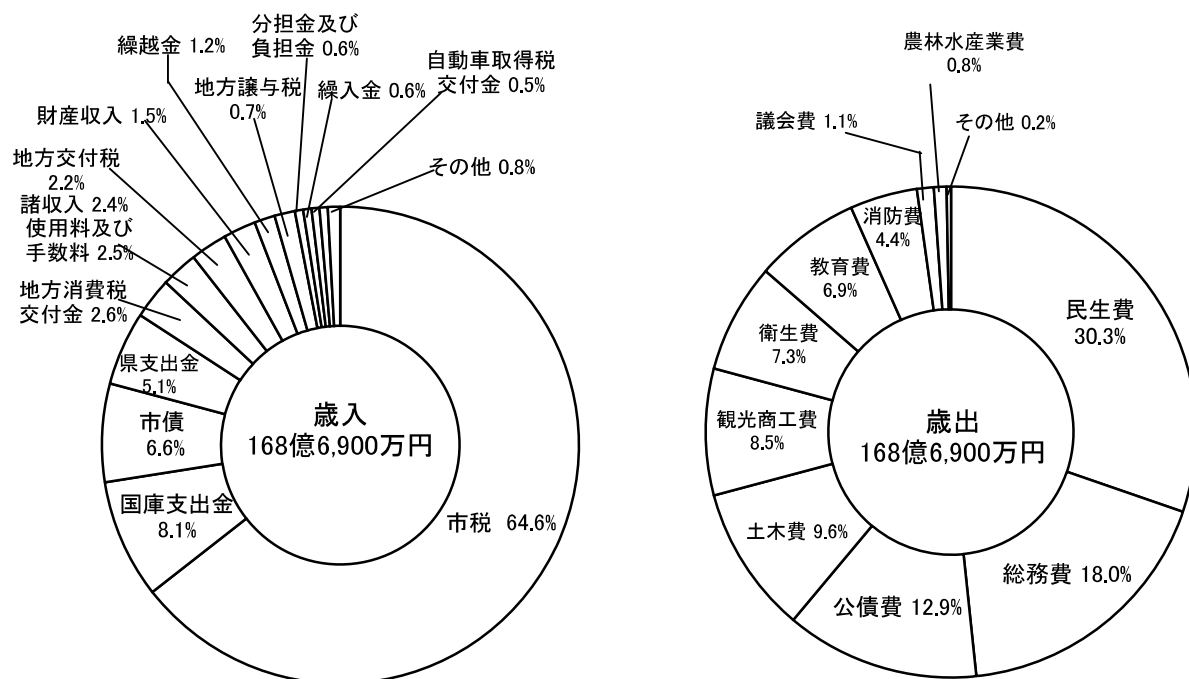 分担金及び
負担金 0.6%
繰越金 1.2%
自動車取得税
交付金 0.5%
地方譲与税
0.7%
繰入金 0.6%
財産収入 1.5%
地方交付税
2.2%
その他 0.8%
諸収入 2.4%
使用料及び
手数料 2.5%
地方消費税
交付金 2.6%
県支出金
5.1%
市債
6.6%
国庫支出金
8.1%
市税 64.6%
歳入
168億6,900万円
農林水産業費
0.8%
議会費 1.1%
その他 0.2%
消防費
4.4%
教育費
6.9%
衛生費
7.3%
観光商工費
8.5%
土木費 9.6%
公債費 12.9%
総務費 18.0%
民生費
30.3%
歳出
168億6,900万円